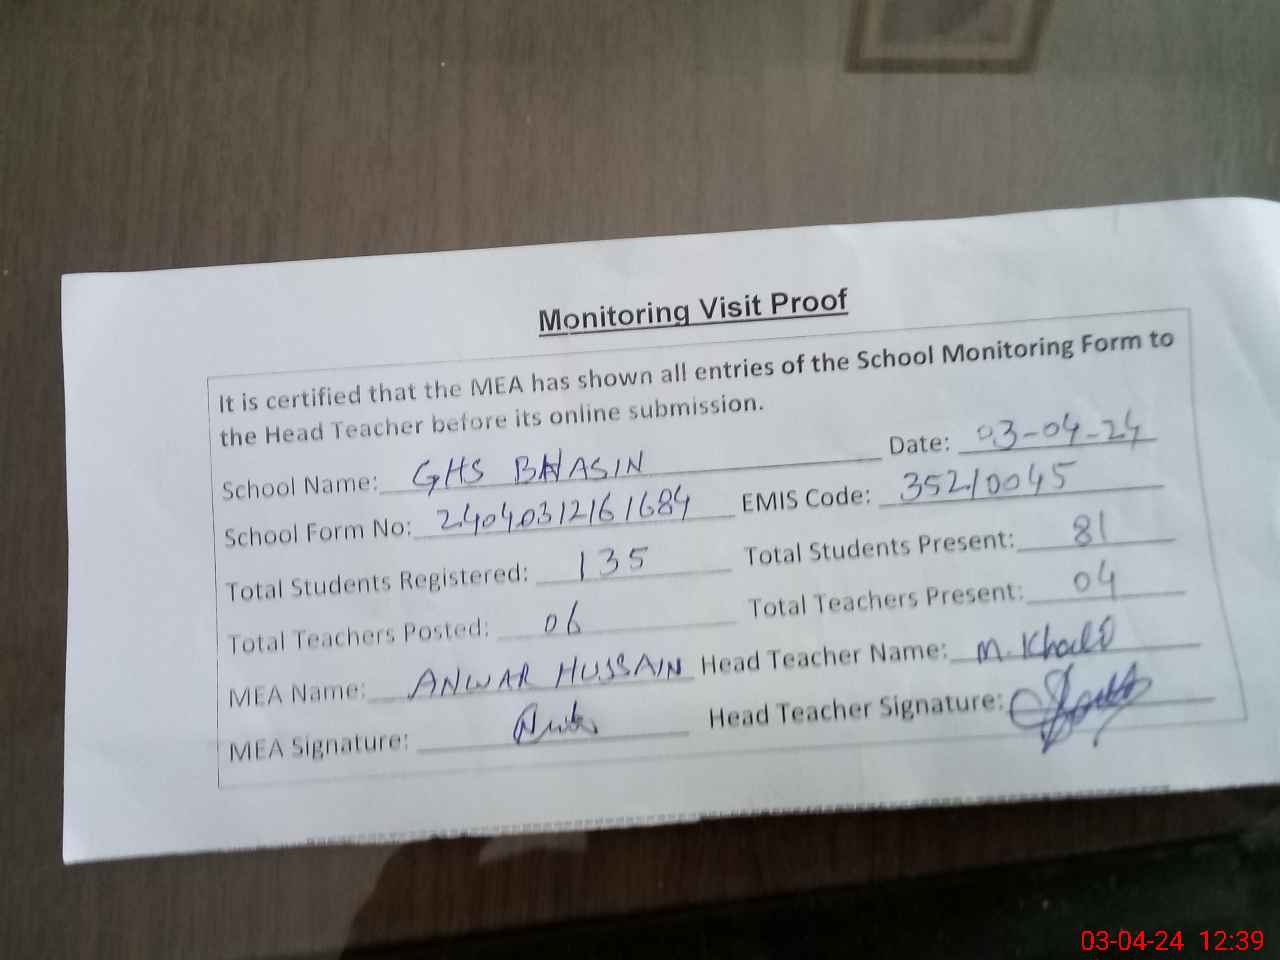 Monitoring Visit Proof
It is certified that the MEA has shown all entries of the School Monitoring Form to
the Head Teacher before its online submission.
School Name: GHS BHASIN Date: 03-04-24
School Form No: 24040312161684 EMIS Code: 35210045
Total Students Registered: 135 Total Students Present: 81
Total Teachers Posted: 06 Total Teachers Present: 04
MEA Name: ANWAR HUSSAIN Head Teacher Name: M. Khalid
MEA Signature: Head Teacher Signature:
03-04-24 12:39